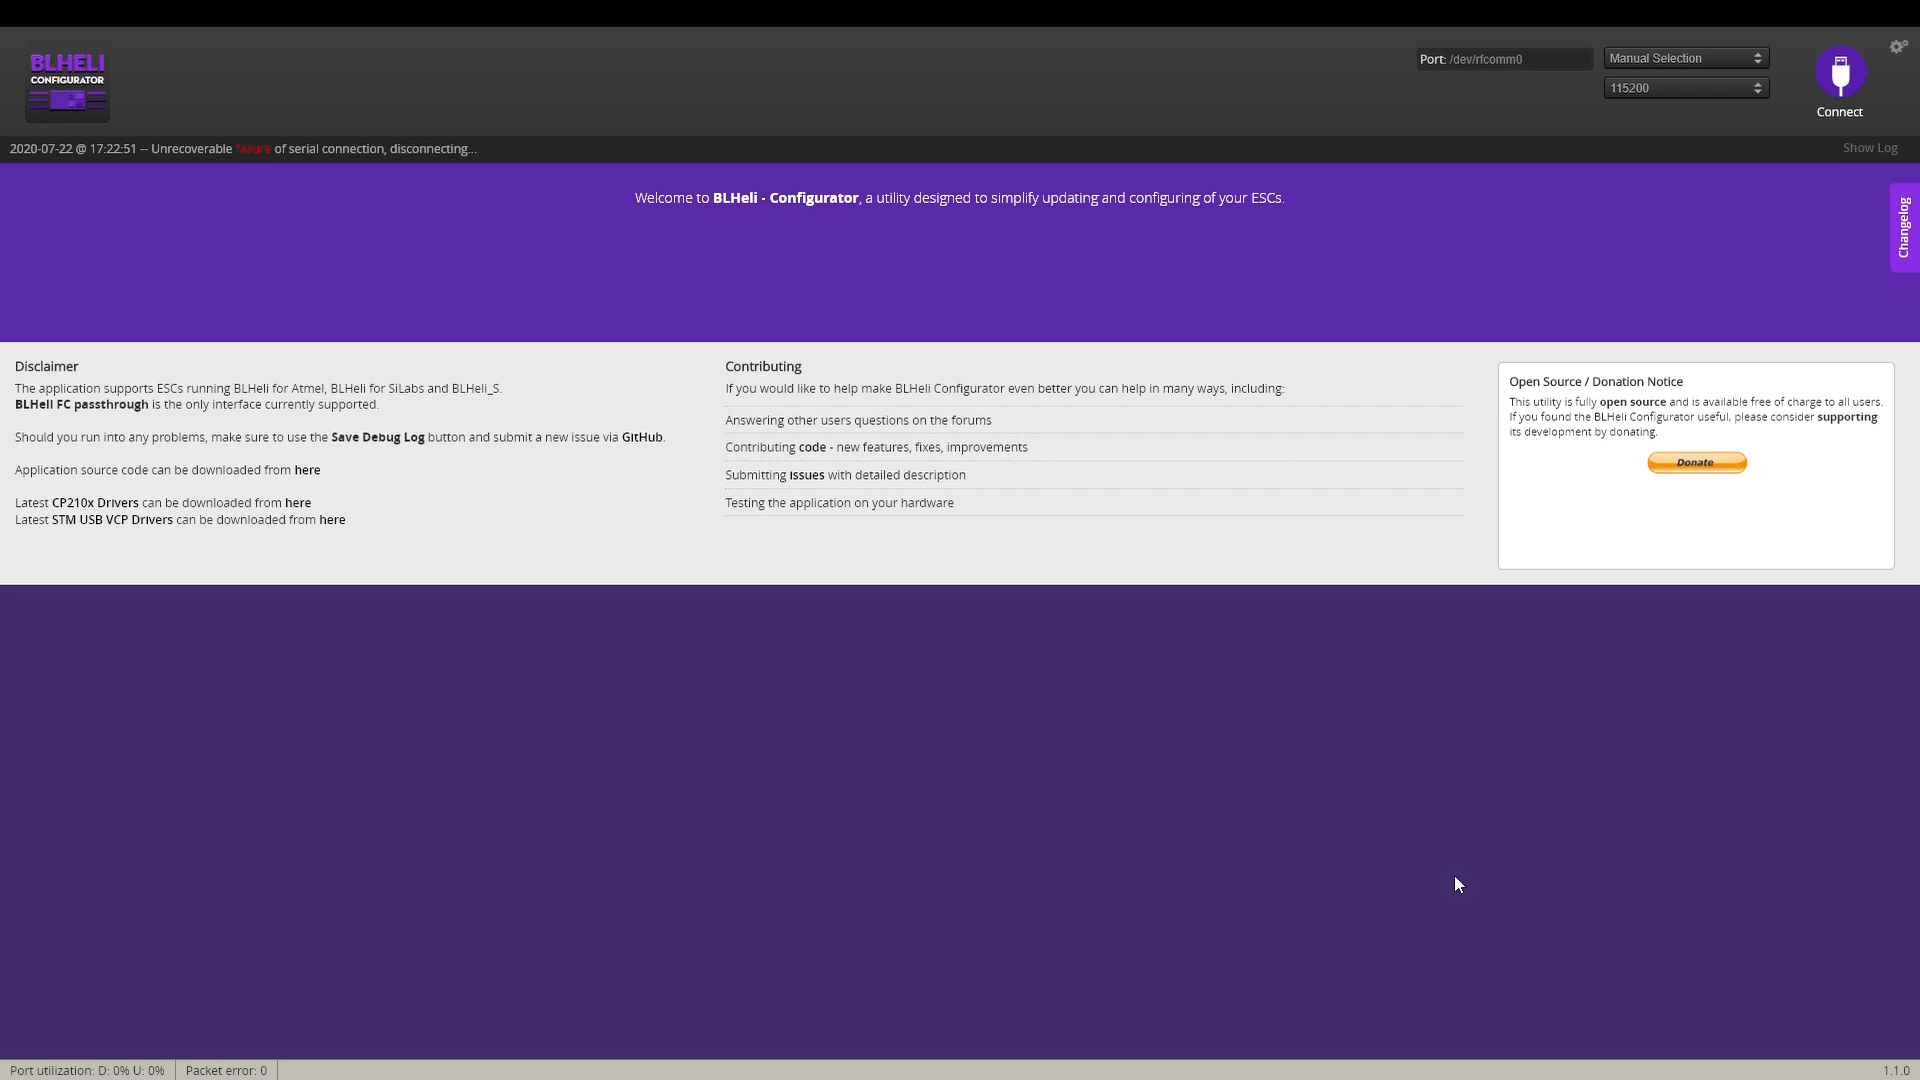 BLHELI
CONFIGURATOR
Port: /dev/rfcomm0
Manual Selection
115200
Connect
2020-07-22 @ 17:22:51 -- Unrecoverable failure of serial connection, disconnecting...
Show Log
Welcome to BLHeli - Configurator, a utility designed to simplify updating and configuring of your ESCs.
Changelog
Disclaimer
The application supports ESCs running BLHeli for Atmel, BLHeli for SiLabs and BLHeli_S.
BLHeli FC passthrough is the only interface currently supported.
Should you run into any problems, make sure to use the Save Debug Log button and submit a new issue via GitHub.
Application source code can be downloaded from here
Latest CP210x Drivers can be downloaded from here
Latest STM USB VCP Drivers can be downloaded from here
Contributing
If you would like to help make BLHeli Configurator even better you can help in many ways, including:
Answering other users questions on the forums
Contributing code - new features, fixes, improvements
Submitting issues with detailed description
Testing the application on your hardware
Open Source / Donation Notice
This utility is fully open source and is available free of charge to all users.
If you found the BLHeli Configurator useful, please consider supporting
its development by donating.
Donate
Port utilization: D: 0% U: 0%
Packet error: 0
1.1.0